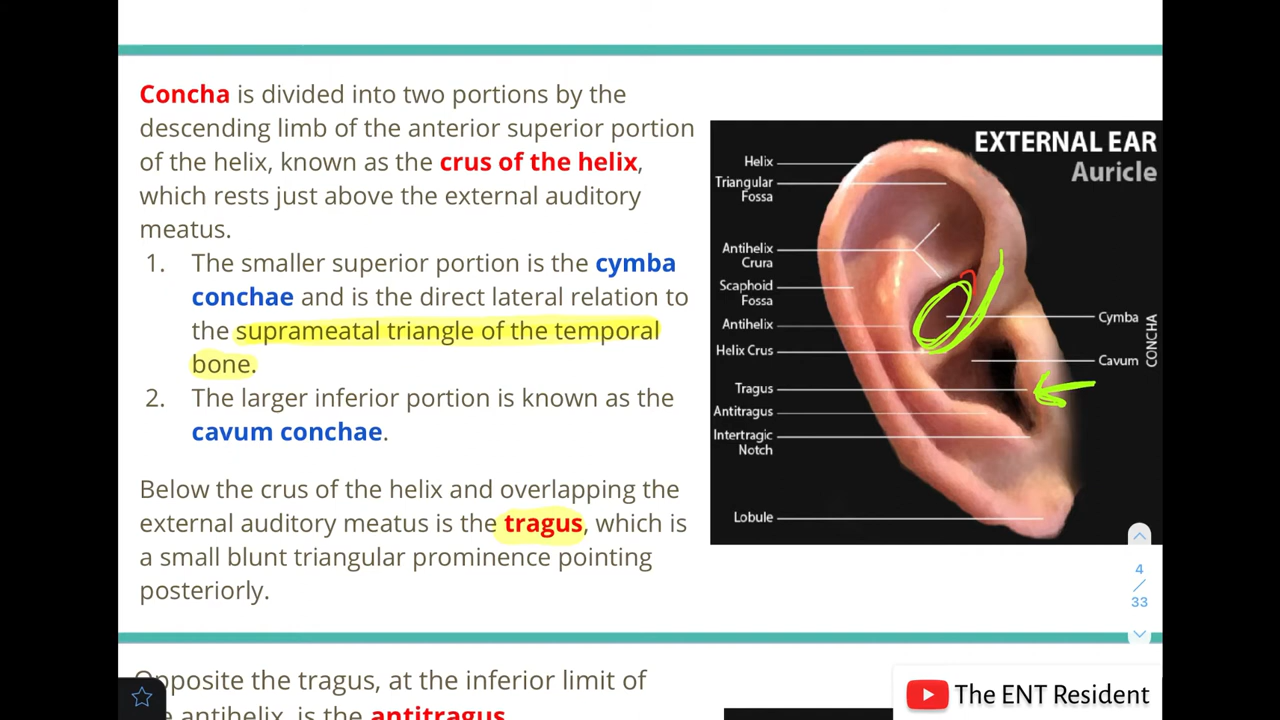 Concha is divided into two portions by the
descending limb of the anterior superior portion
of the helix, known as the crus of the helix,
which rests just above the external auditory
meatus.
1. The smaller superior portion is the cymba
conchae and is the direct lateral relation to
the suprameatal triangle of the temporal
bone.
2. The larger inferior portion is known as the
cavum conchae.
Below the crus of the helix and overlapping the
external auditory meatus is the tragus, which is
a small blunt triangular prominence pointing
posteriorly.
EXTERNAL EAR
Auricle
Helix
Triangular
Fossa
Antihelix
Crura
Scaphoid
Fossa
Antihelix
Helix Crus
Tragus
Antitragus
Intertragic
Notch
Lobule
Cymba
Cavum
CONCHA
4
/
33
Opposite the tragus, at the inferior limit of
antihelix, is the antitragus
The ENT Resident